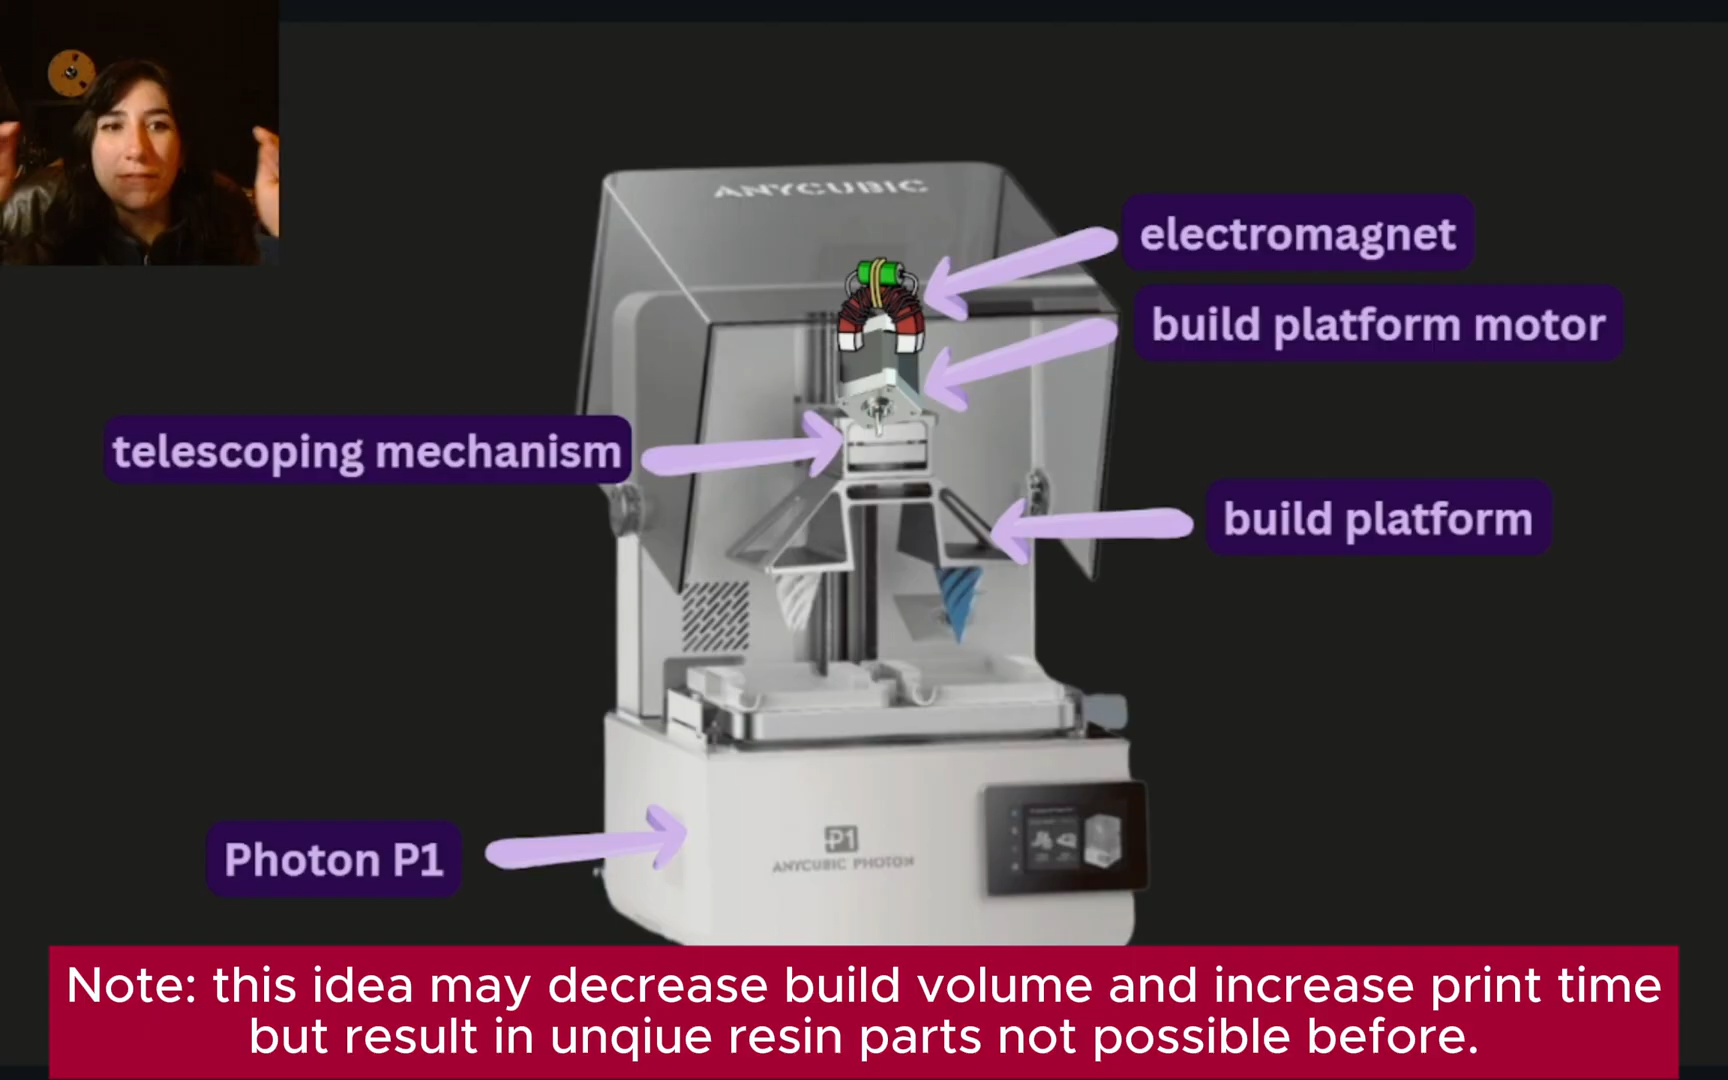 ANYCUBIC
electromagnet
build platform motor
telescoping mechanism
build platform
Photon P1
P1
ANYCUBIC PHOTON
Note: this idea may decrease build volume and increase print time
but result in unqiue resin parts not possible before.